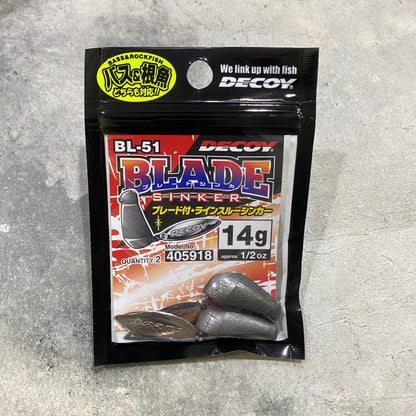 BASS&ROCKFISH
バス&根魚
どちらも対応!!
We link up with fish
DECOY®
BL-51
DECOY
BLADE
SINKER
ブレード付・ラインスルーシンカー
DECOY
14g
approx. 1/2 oz
Model No.
405918
QUANTITY:2